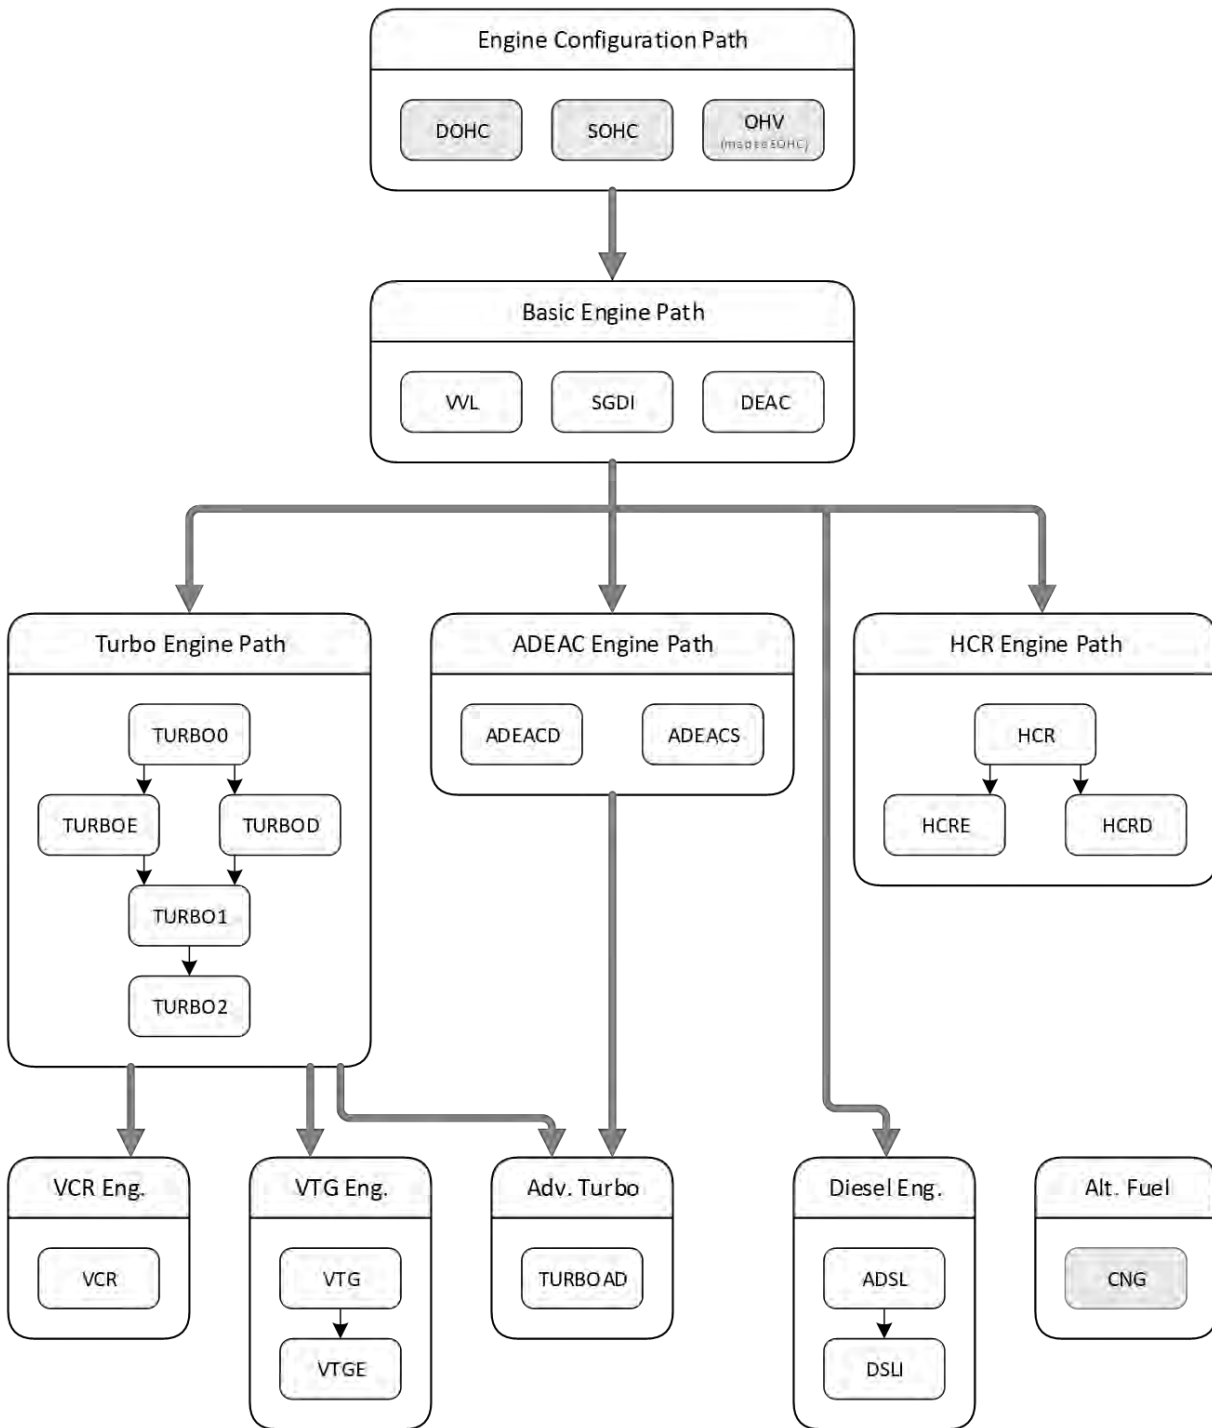 Engine Configuration Path
DOHC
SOHC
OHV
Basic Engine Path
VVL
SGDI
DEAC
Turbo Engine Path
TURBO0
TURBOE
TURBOD
TURBO1
TURBO2
ADEAC Engine Path
ADEACD
ADEACS
HCR Engine Path
HCR
HCRE
HCRD
VCR Eng.
VCR
VTG Eng.
VTG
VTGE
Adv. Turbo
TURBOAD
Diesel Eng.
ADSL
DSLI
Alt. Fuel
CNG